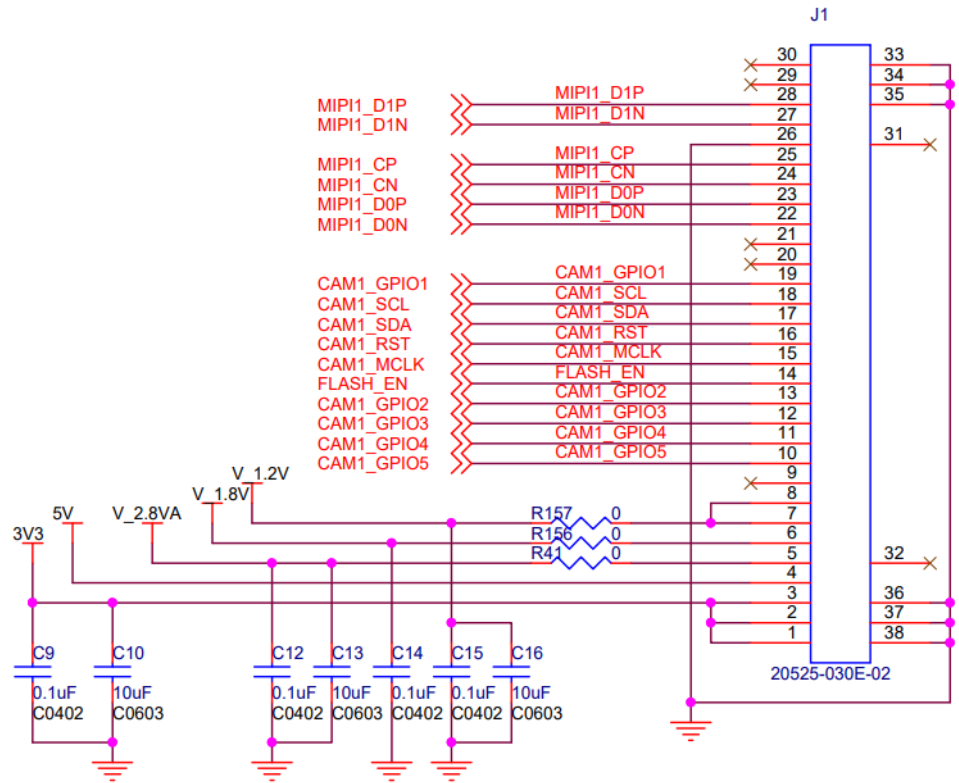 J1
30 33
29 34
MIPI1_D1P MIPI1_D1P 28 35
MIPI1_D1N MIPI1_D1N 27
26 31
MIPI1_CP MIPI1_CP 25
MIPI1_CN MIPI1_CN 24
MIPI1_D0P MIPI1_D0P 23
MIPI1_D0N MIPI1_D0N 22
21
20
CAM1_GPIO1 CAM1_GPIO1 19
CAM1_SCL CAM1_SCL 18
CAM1_SDA CAM1_SDA 17
CAM1_RST CAM1_RST 16
CAM1_MCLK CAM1_MCLK 15
FLASH_EN FLASH_EN 14
CAM1_GPIO2 CAM1_GPIO2 13
CAM1_GPIO3 CAM1_GPIO3 12
CAM1_GPIO4 CAM1_GPIO4 11
CAM1_GPIO5 CAM1_GPIO5 10
V_1.2V 9
V_1.8V 8
5V V_2.8VA R157 0 7
3V3 R156 0 6
R41 0 5 32
4
3 36
2 37
1 38
C9 C10 C12 C13 C14 C15 C16
20525-030E-02
0.1uF 10uF 0.1uF 10uF 0.1uF 0.1uF 10uF
C0402 C0603 C0402 C0603 C0402 C0402 C0603